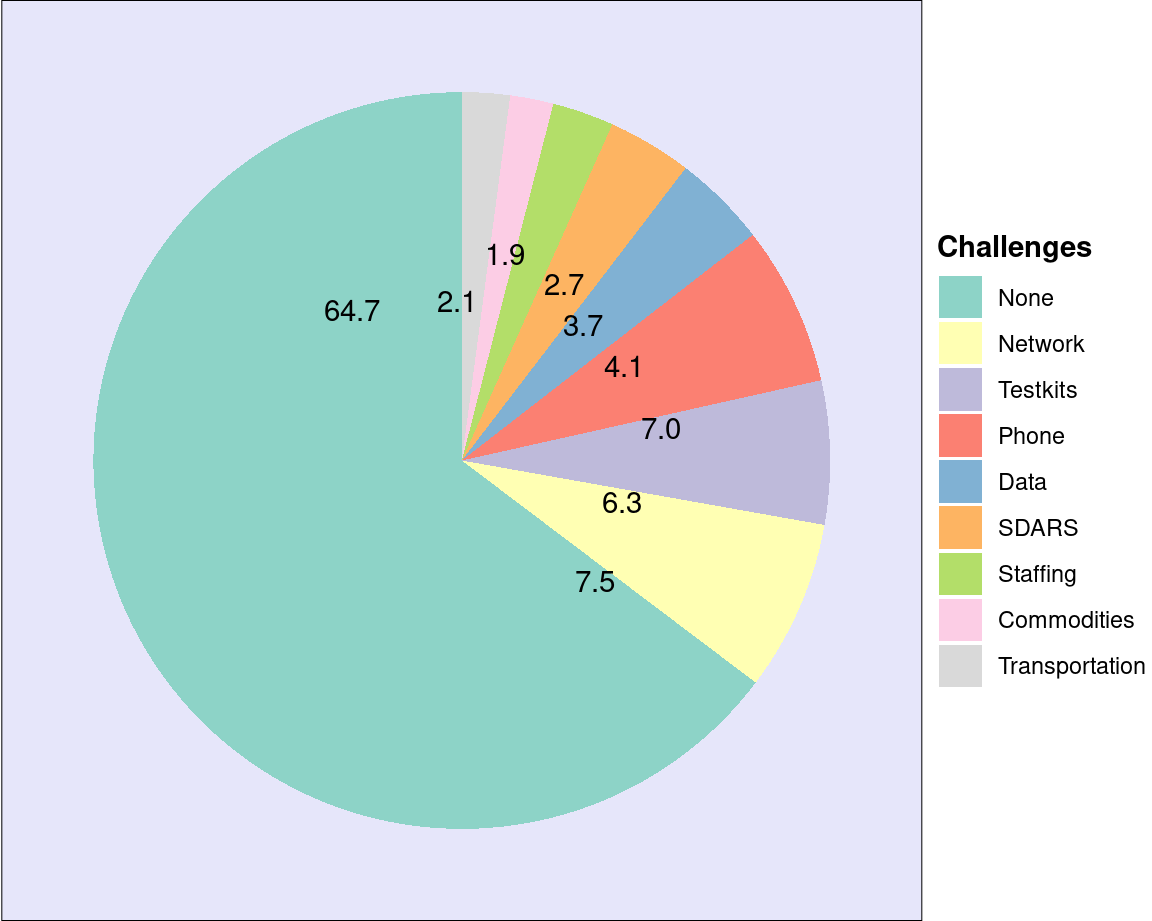 1.9
2.7
2.1
64.7
3.7
4.1
7.0
6.3
7.5
Challenges
None
Network
Testkits
Phone
Data
SDARS
Staffing
Commodities
Transportation